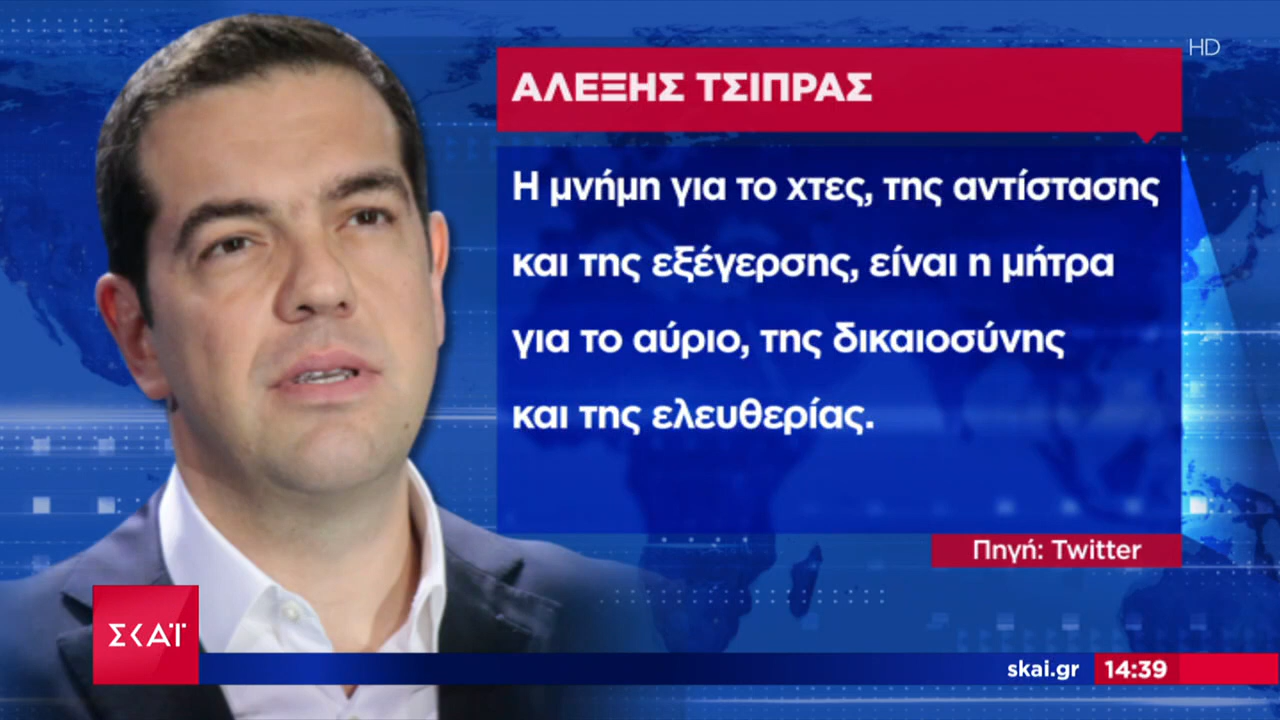 HD
ΑΛΕΞΗΣ ΤΣΙΠΡΑΣ
Η μνήμη για το χτες, της αντίστασης
και της εξέγερσης, είναι η μήτρα
για το αύριο, της δικαιοσύνης
και της ελευθερίας.
Πηγή: Twitter
ΣΚΑΪ
skai.gr 14:39